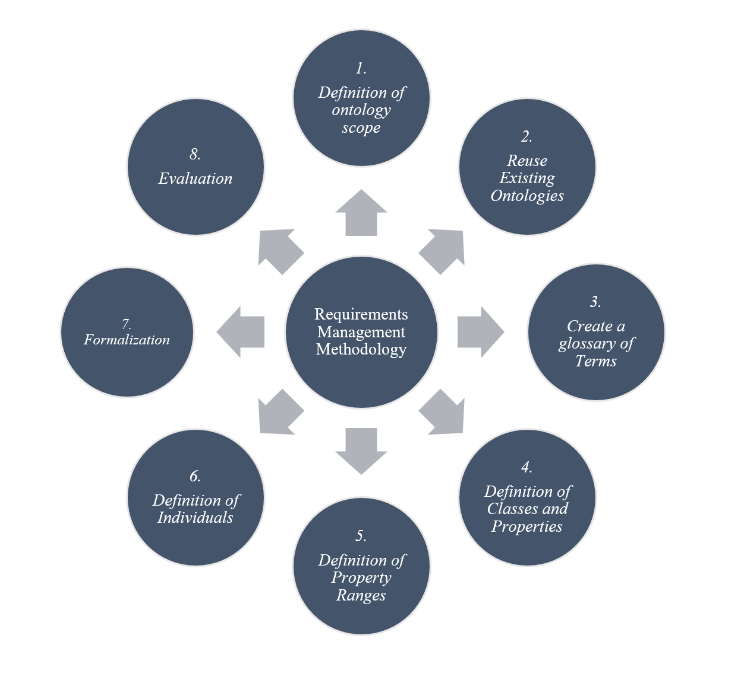 1.
Definition of
ontology
scope
2.
Reuse
Existing
Ontologies
3.
Create a
glossary of
Terms
4.
Definition of
Classes and
Properties
5.
Definition of
Property
Ranges
6.
Definition of
Individuals
7.
Formalization
8.
Evaluation
Requirements
Management
Methodology